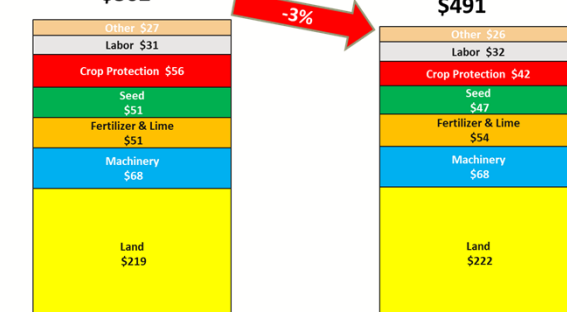 $491
-3%
Other $27
Labor $31
Crop Protection $56
Seed
$51
Fertilizer & Lime
$51
Machinery
$68
Land
$219
Other $26
Labor $32
Crop Protection $42
Seed
$47
Fertilizer & Lime
$54
Machinery
$68
Land
$222